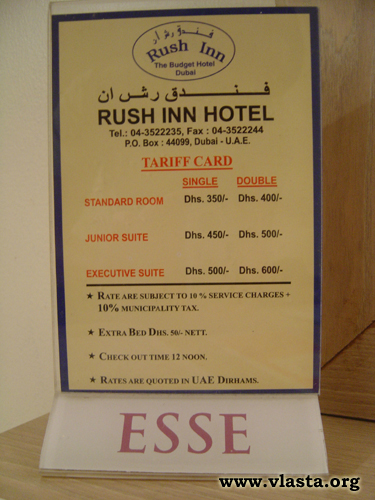 فندق رش ان
Rush Inn
The Budget Hotel
Dubai
فندق رش ان
RUSH INN HOTEL
Tel.: 04-3522235, Fax : 04-3522244
P.O. Box : 44099, Dubai - U.A.E.
TARIFF CARD
SINGLE DOUBLE
STANDARD ROOM Dhs. 350/- Dhs. 400/-
JUNIOR SUITE Dhs. 450/- Dhs. 500/-
EXECUTIVE SUITE Dhs. 500/- Dhs. 600/-
★ RATE ARE SUBJECT TO 10 % SERVICE CHARGES +
10% MUNICIPALITY TAX.
★ EXTRA BED DHS. 50/- NETT.
★ CHECK OUT TIME 12 NOON.
★ RATES ARE QUOTED IN UAE DIRHAMS.
ESSE
www.vlasta.org